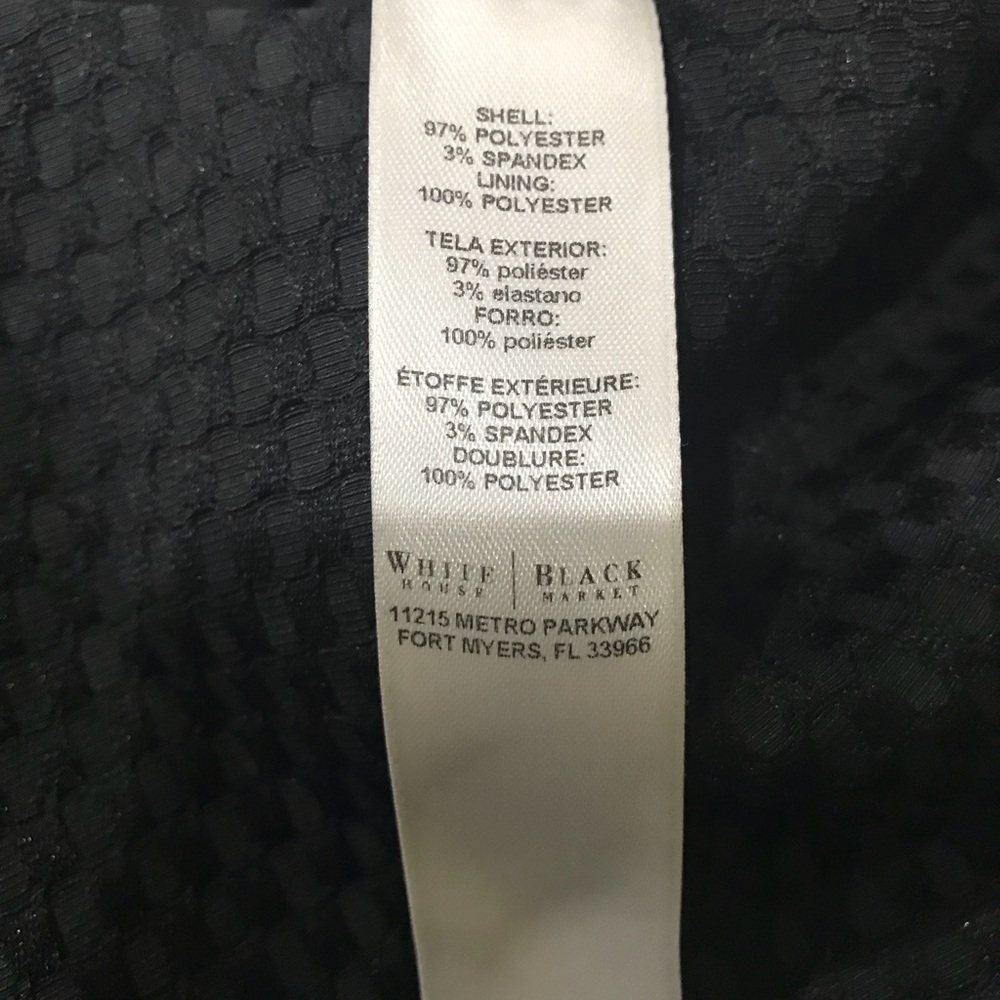 SHELL:
97% POLYESTER
3% SPANDEX
LINING:
100% POLYESTER
TELA EXTERIOR:
97% poliéster
3% elastano
FORRO:
100% poliéster
ÉTOFFE EXTÉRIEURE:
97% POLYESTER
3% SPANDEX
DOUBLURE:
100% POLYESTER
WHITE HOUSE | BLACK MARKET
11215 METRO PARKWAY
FORT MYERS, FL 33966